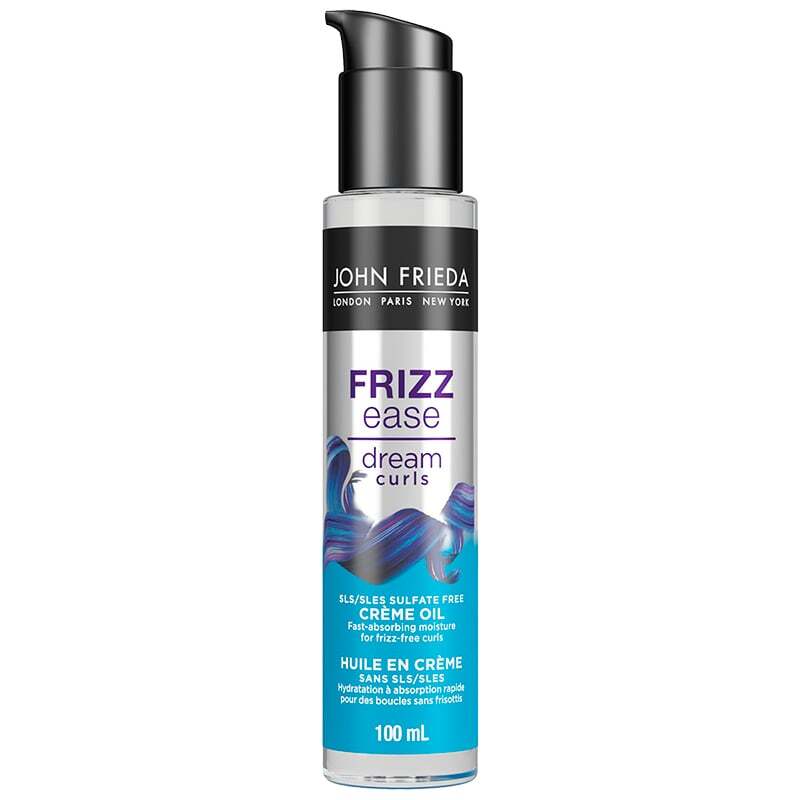 JOHN FRIEDA
LONDON PARIS NEW YORK
FRIZZ
ease
dream
curls
SLS/SLES SULFATE FREE
CRÈME OIL
Fast-absorbing moisture
for frizz-free curls
HUILE EN CRÈME
SANS SLS/SLES
Hydratation à absorption rapide
pour des boucles sans frisottis
100 mL